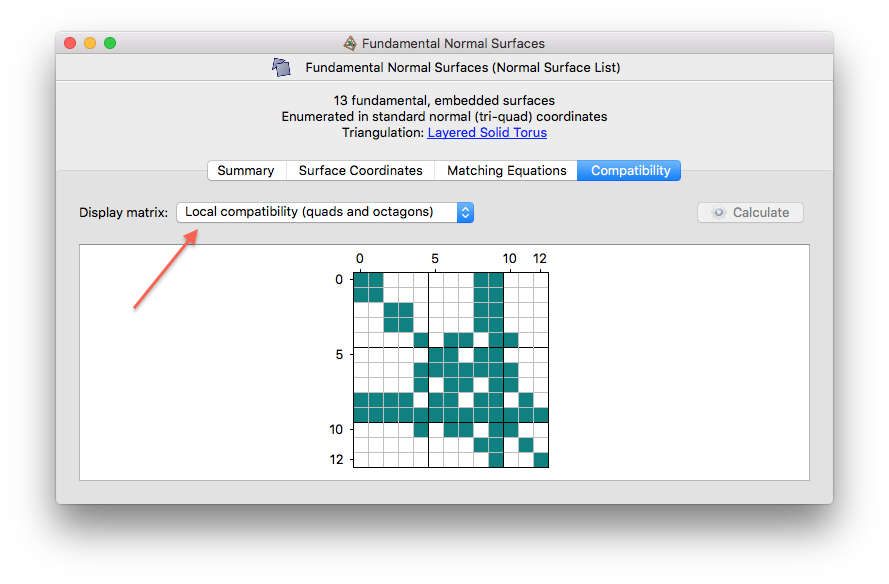 Fundamental Normal Surfaces
Fundamental Normal Surfaces (Normal Surface List)
13 fundamental, embedded surfaces
Enumerated in standard normal (tri-quad) coordinates
Triangulation: Layered Solid Torus
Summary Surface Coordinates Matching Equations Compatibility
Display matrix: Local compatibility (quads and octagons) Calculate
0 5 10 12
0
5
10
12